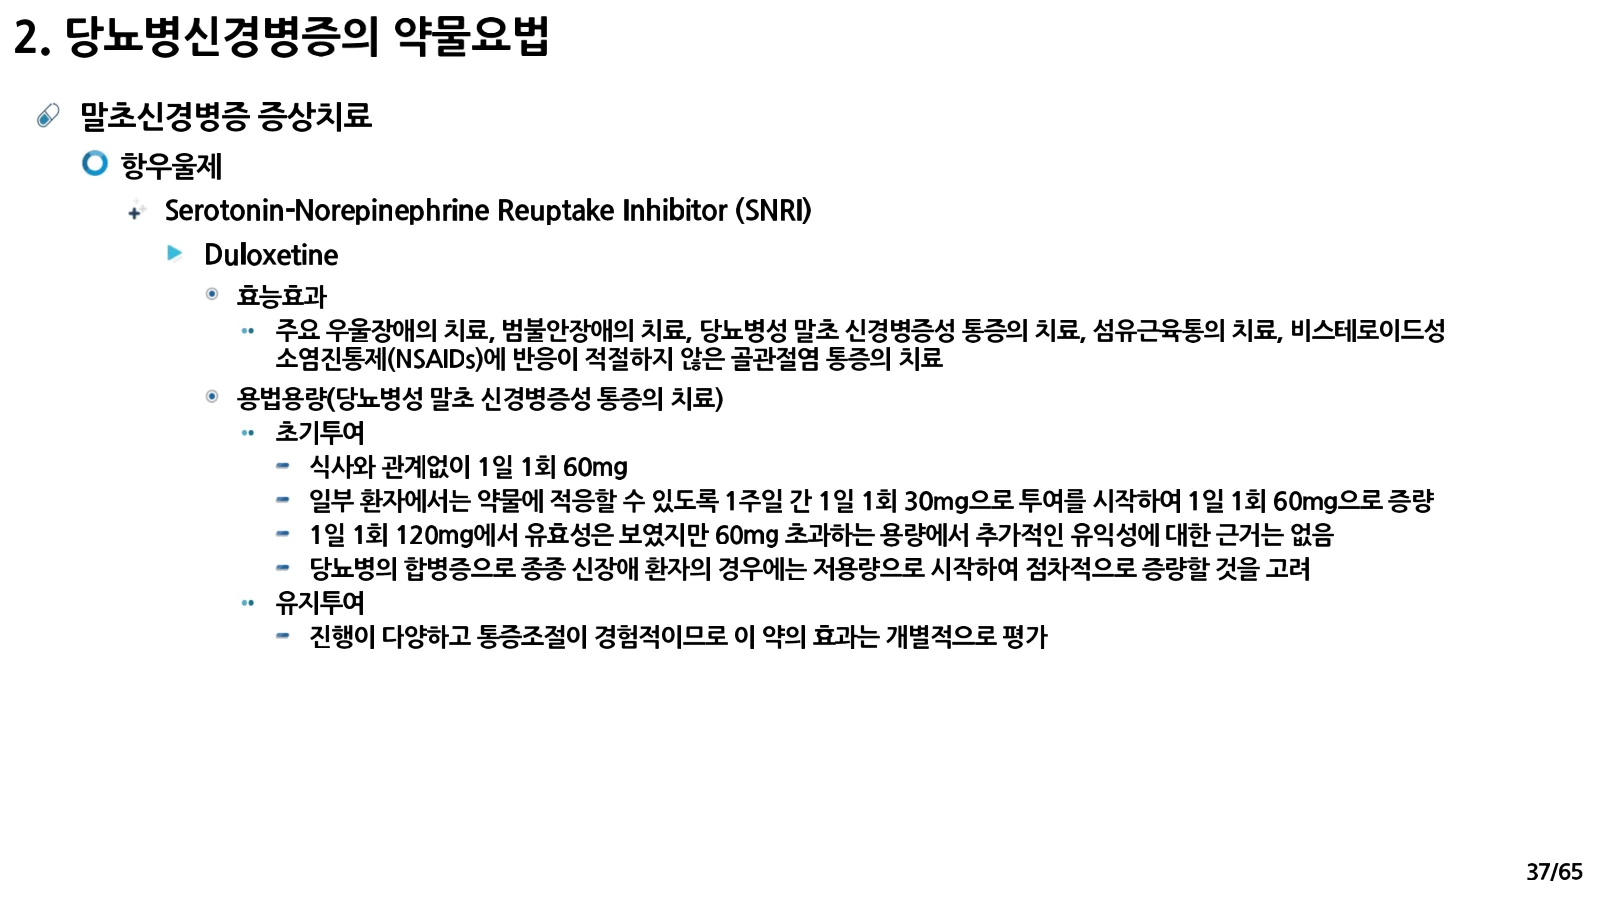 2. 당뇨병신경병증의 약물요법
말초신경병증 증상치료
항우울제
Serotonin-Norepinephrine Reuptake Inhibitor (SNRI)
Duloxetine
효능효과
주요 우울장애의 치료, 범불안장애의 치료, 당뇨병성 말초 신경병증성 통증의 치료, 섬유근육통의 치료, 비스테로이드성
소염진통제(NSAIDs)에 반응이 적절하지 않은 골관절염 통증의 치료
용법용량(당뇨병성 말초 신경병증성 통증의 치료)
초기투여
식사와 관계없이 1일 1회 60mg
일부 환자에서는 약물에 적응할 수 있도록 1주일 간 1일 1회 30mg으로 투여를 시작하여 1일 1회 60mg으로 증량
1일 1회 120mg에서 유효성은 보였지만 60mg 초과하는 용량에서 추가적인 유익성에 대한 근거는 없음
당뇨병의 합병증으로 종종 신장애 환자의 경우에는 저용량으로 시작하여 점차적으로 증량할 것을 고려
유지투여
진행이 다양하고 통증조절이 경험적이므로 이 약의 효과는 개별적으로 평가
37/65